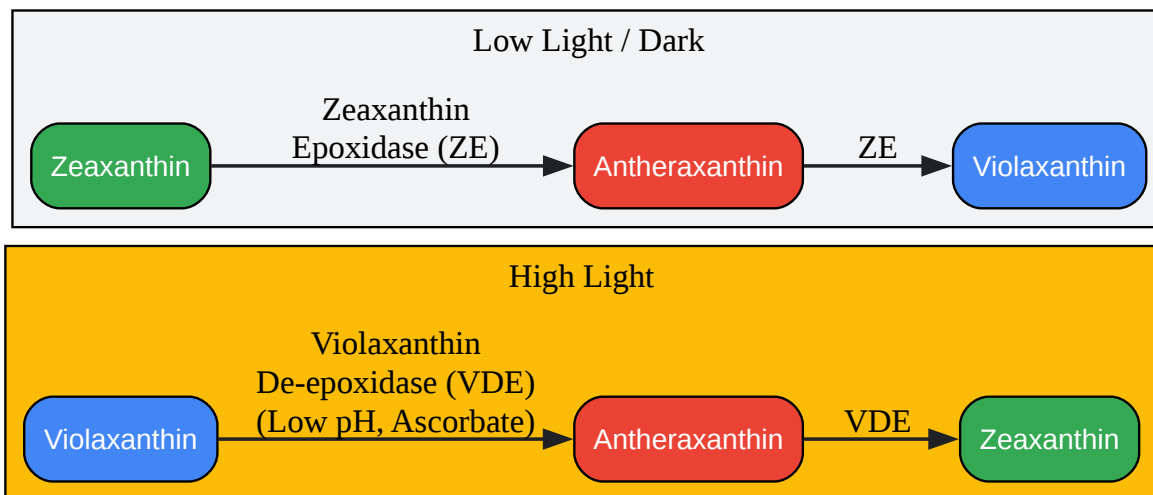 Low Light / Dark
Zeaxanthin
Epoxidase (ZE)
Zeaxanthin
Antheraxanthin
ZE
Violaxanthin
High Light
Violaxanthin
De-epoxidase (VDE)
(Low pH, Ascorbate)
Violaxanthin
Antheraxanthin
VDE
Zeaxanthin